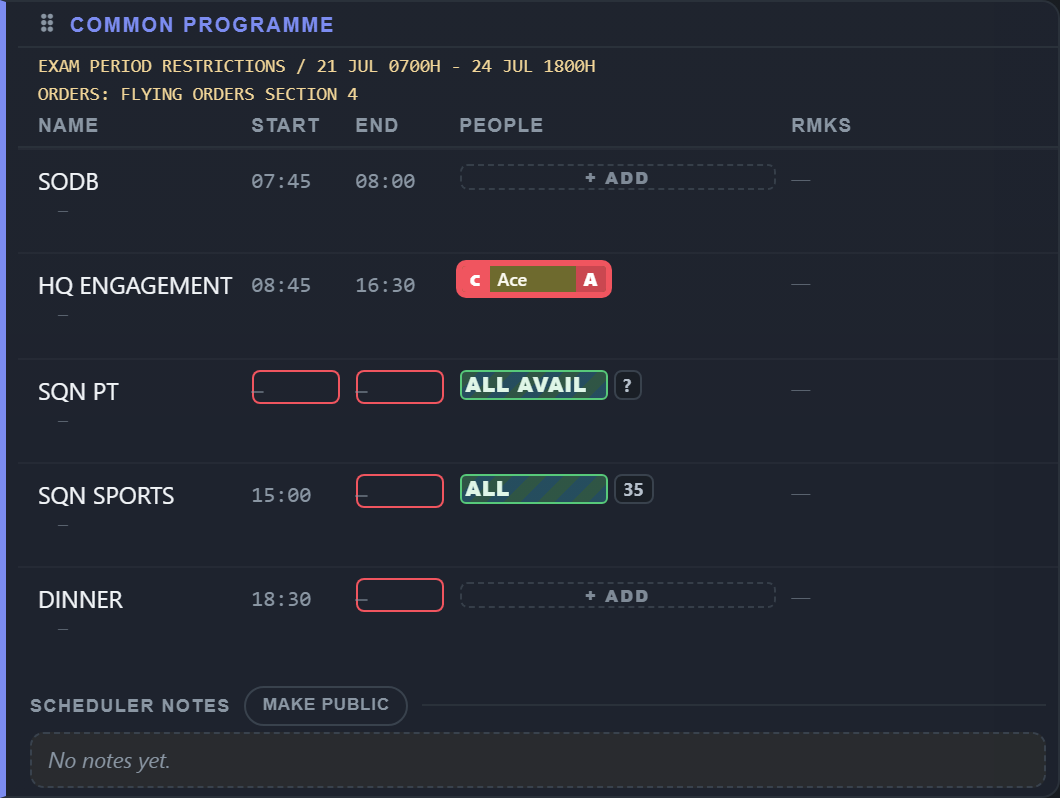 COMMON PROGRAMME
EXAM PERIOD RESTRICTIONS / 21 JUL 0700H - 24 JUL 1800H
ORDERS: FLYING ORDERS SECTION 4
NAME START END PEOPLE RMKS
SODB 07:45 08:00 + ADD —
—
HQ ENGAGEMENT 08:45 16:30 C Ace A —
—
SQN PT — — ALL AVAIL ? —
—
SQN SPORTS 15:00 — ALL 35 —
—
DINNER 18:30 — + ADD —
—
SCHEDULER NOTES MAKE PUBLIC
No notes yet.